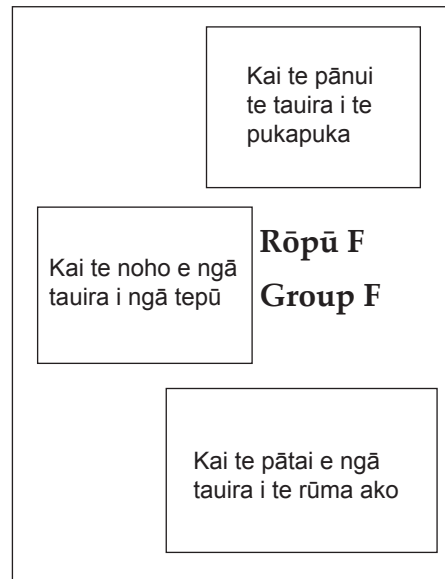 Kai te pānui
te tauira i te
pukapuka
Kai te noho e ngā
tauira i ngā tepū
Rōpū F
Group F
Kai te pātai e ngā
tauira i te rūma ako